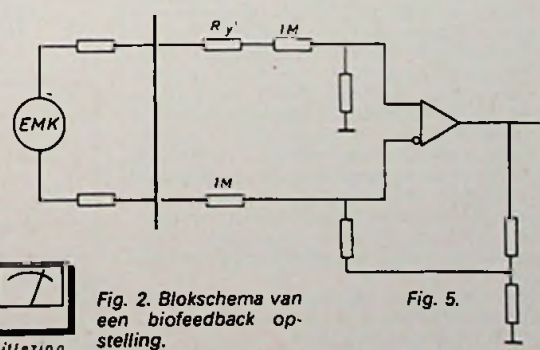 R y'
1M
EMK
1M
Fig. 2. Blokschema van
een biofeedback op-
stelling.
Fig. 5.